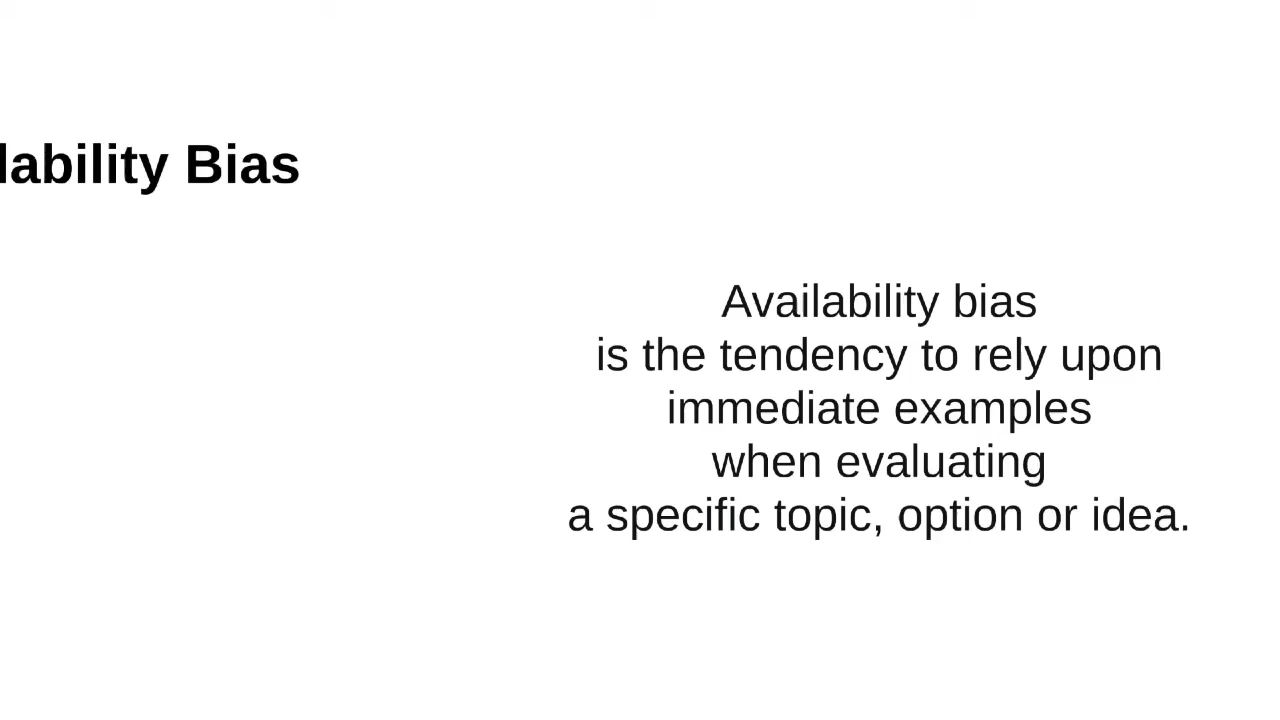 lability Bias
Availability bias
is the tendency to rely upon
immediate examples
when evaluating
a specific topic, option or idea.